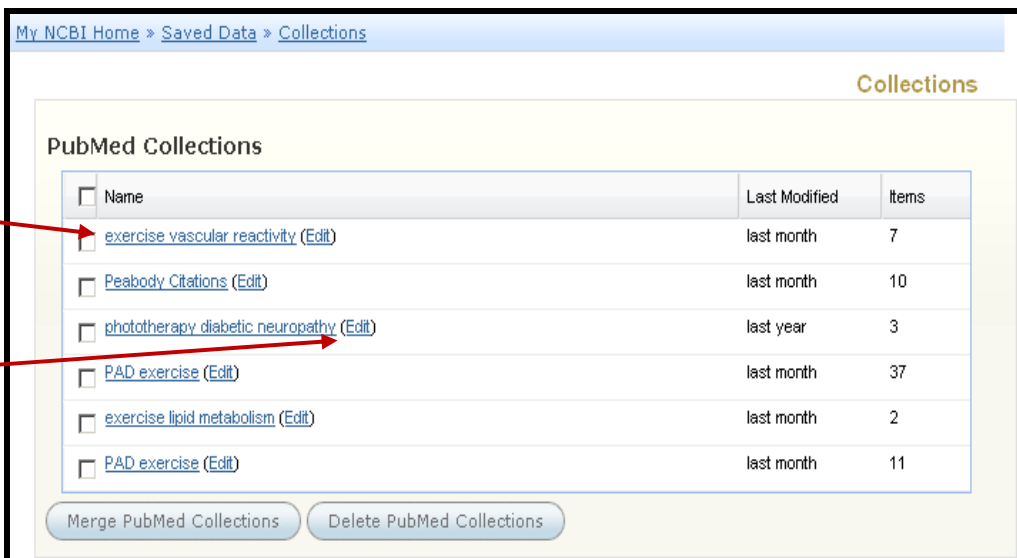 My NCBI Home » Saved Data » Collections
Collections
PubMed Collections
Name Last Modified Items
exercise vascular reactivity (Edit) last month 7
Peabody Citations (Edit) last month 10
phototherapy diabetic neuropathy (Edit) last year 3
PAD exercise (Edit) last month 37
exercise lipid metabolism (Edit) last month 2
PAD exercise (Edit) last month 11
Merge PubMed Collections Delete PubMed Collections